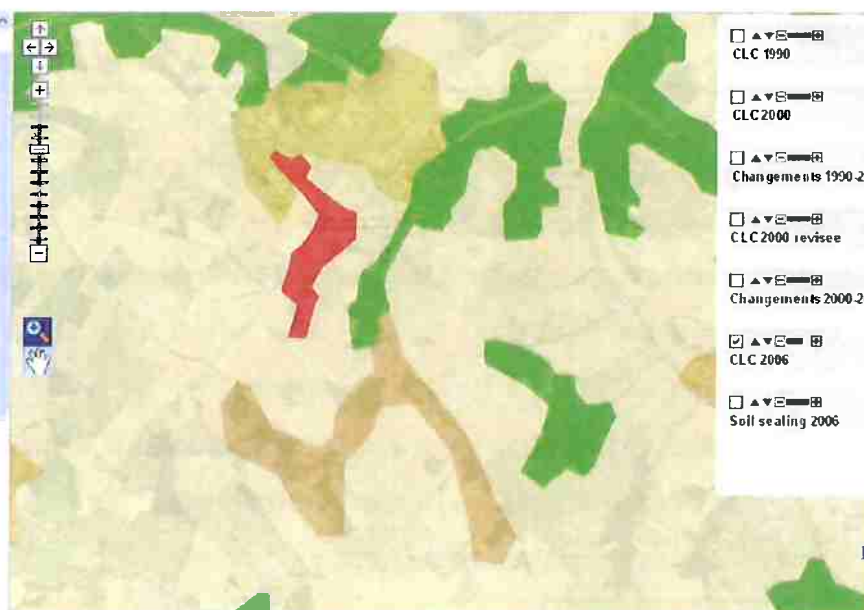 CLC 1990
CLC 2000
Changements 1990-2
CLC 2000 revisee
Changements 2000-2
CLC 2006
Soil sealing 2006